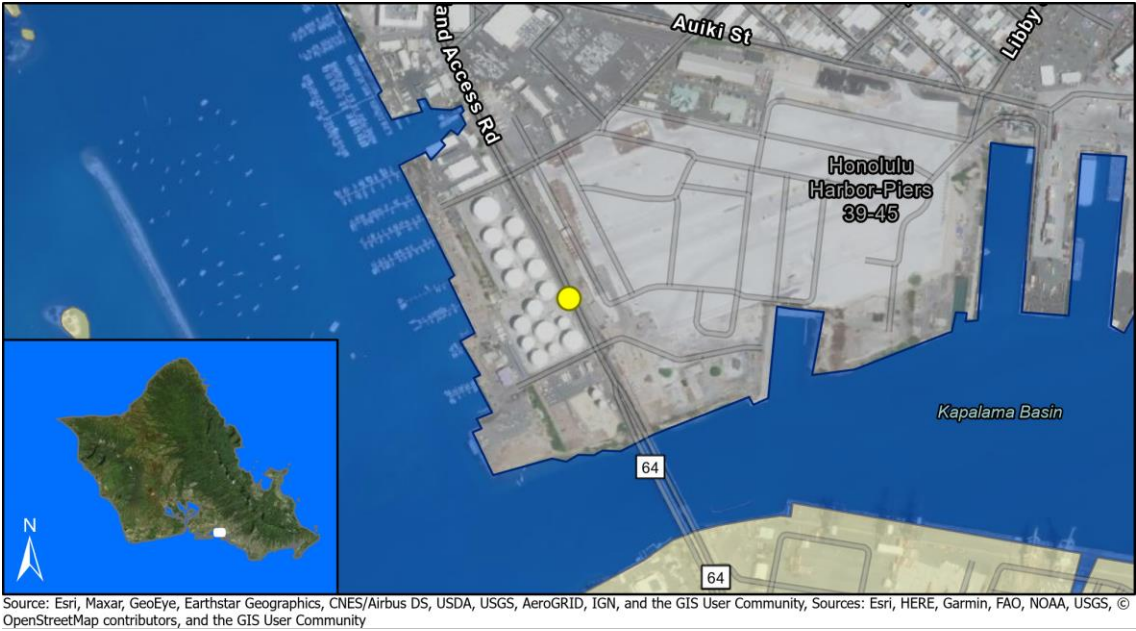 and Access Rd
Auiki St
Libby
Honolulu
Harbor-Piers
39-45
Kapalama Basin
64
64
N
Source: Esri, Maxar, GeoEye, Earthstar Geographics, CNES/Airbus DS, USDA, USGS, AeroGRID, IGN, and the GIS User Community, Sources: Esri, HERE, Garmin, FAO, NOAA, USGS, ©
OpenStreetMap contributors, and the GIS User Community